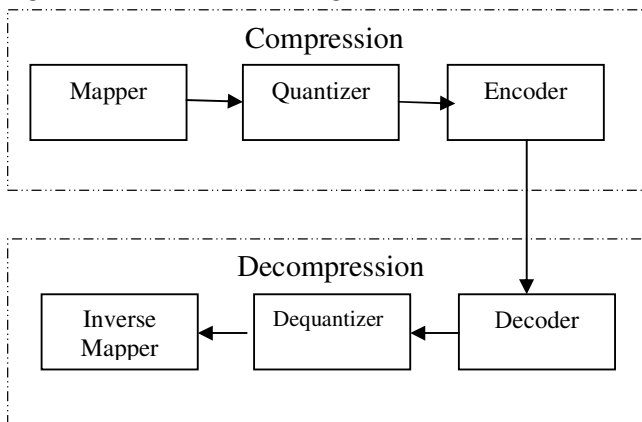 Compression
Mapper
Quantizer
Encoder
Decompression
Inverse
Mapper
Dequantizer
Decoder